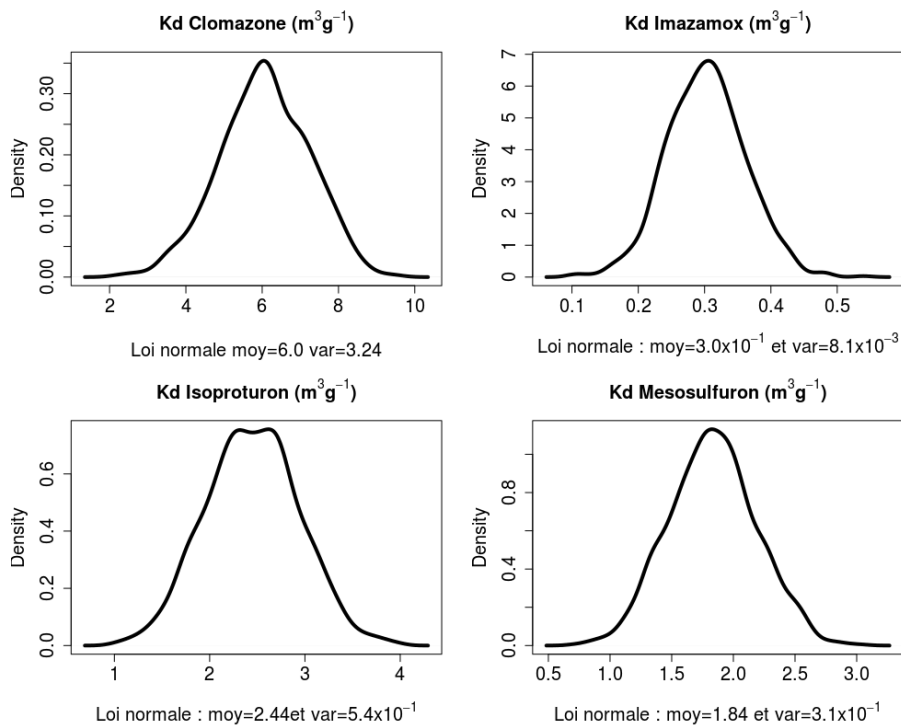 Kd Clomazone (m³g⁻¹)
Density
0.00 0.10 0.20 0.30
2 4 6 8 10
Loi normale moy=6.0 var=3.24
Kd Imazamox (m³g⁻¹)
Density
0 1 2 3 4 5 6 7
0.1 0.2 0.3 0.4 0.5
Loi normale : moy=3.0x10⁻¹ et var=8.1x10⁻³
Kd Isoproturon (m³g⁻¹)
Density
0.0 0.2 0.4 0.6
1 2 3 4
Loi normale : moy=2.44et var=5.4x10⁻¹
Kd Mesosulfuron (m³g⁻¹)
Density
0.0 0.4 0.8
0.5 1.0 1.5 2.0 2.5 3.0
Loi normale : moy=1.84 et var=3.1x10⁻¹